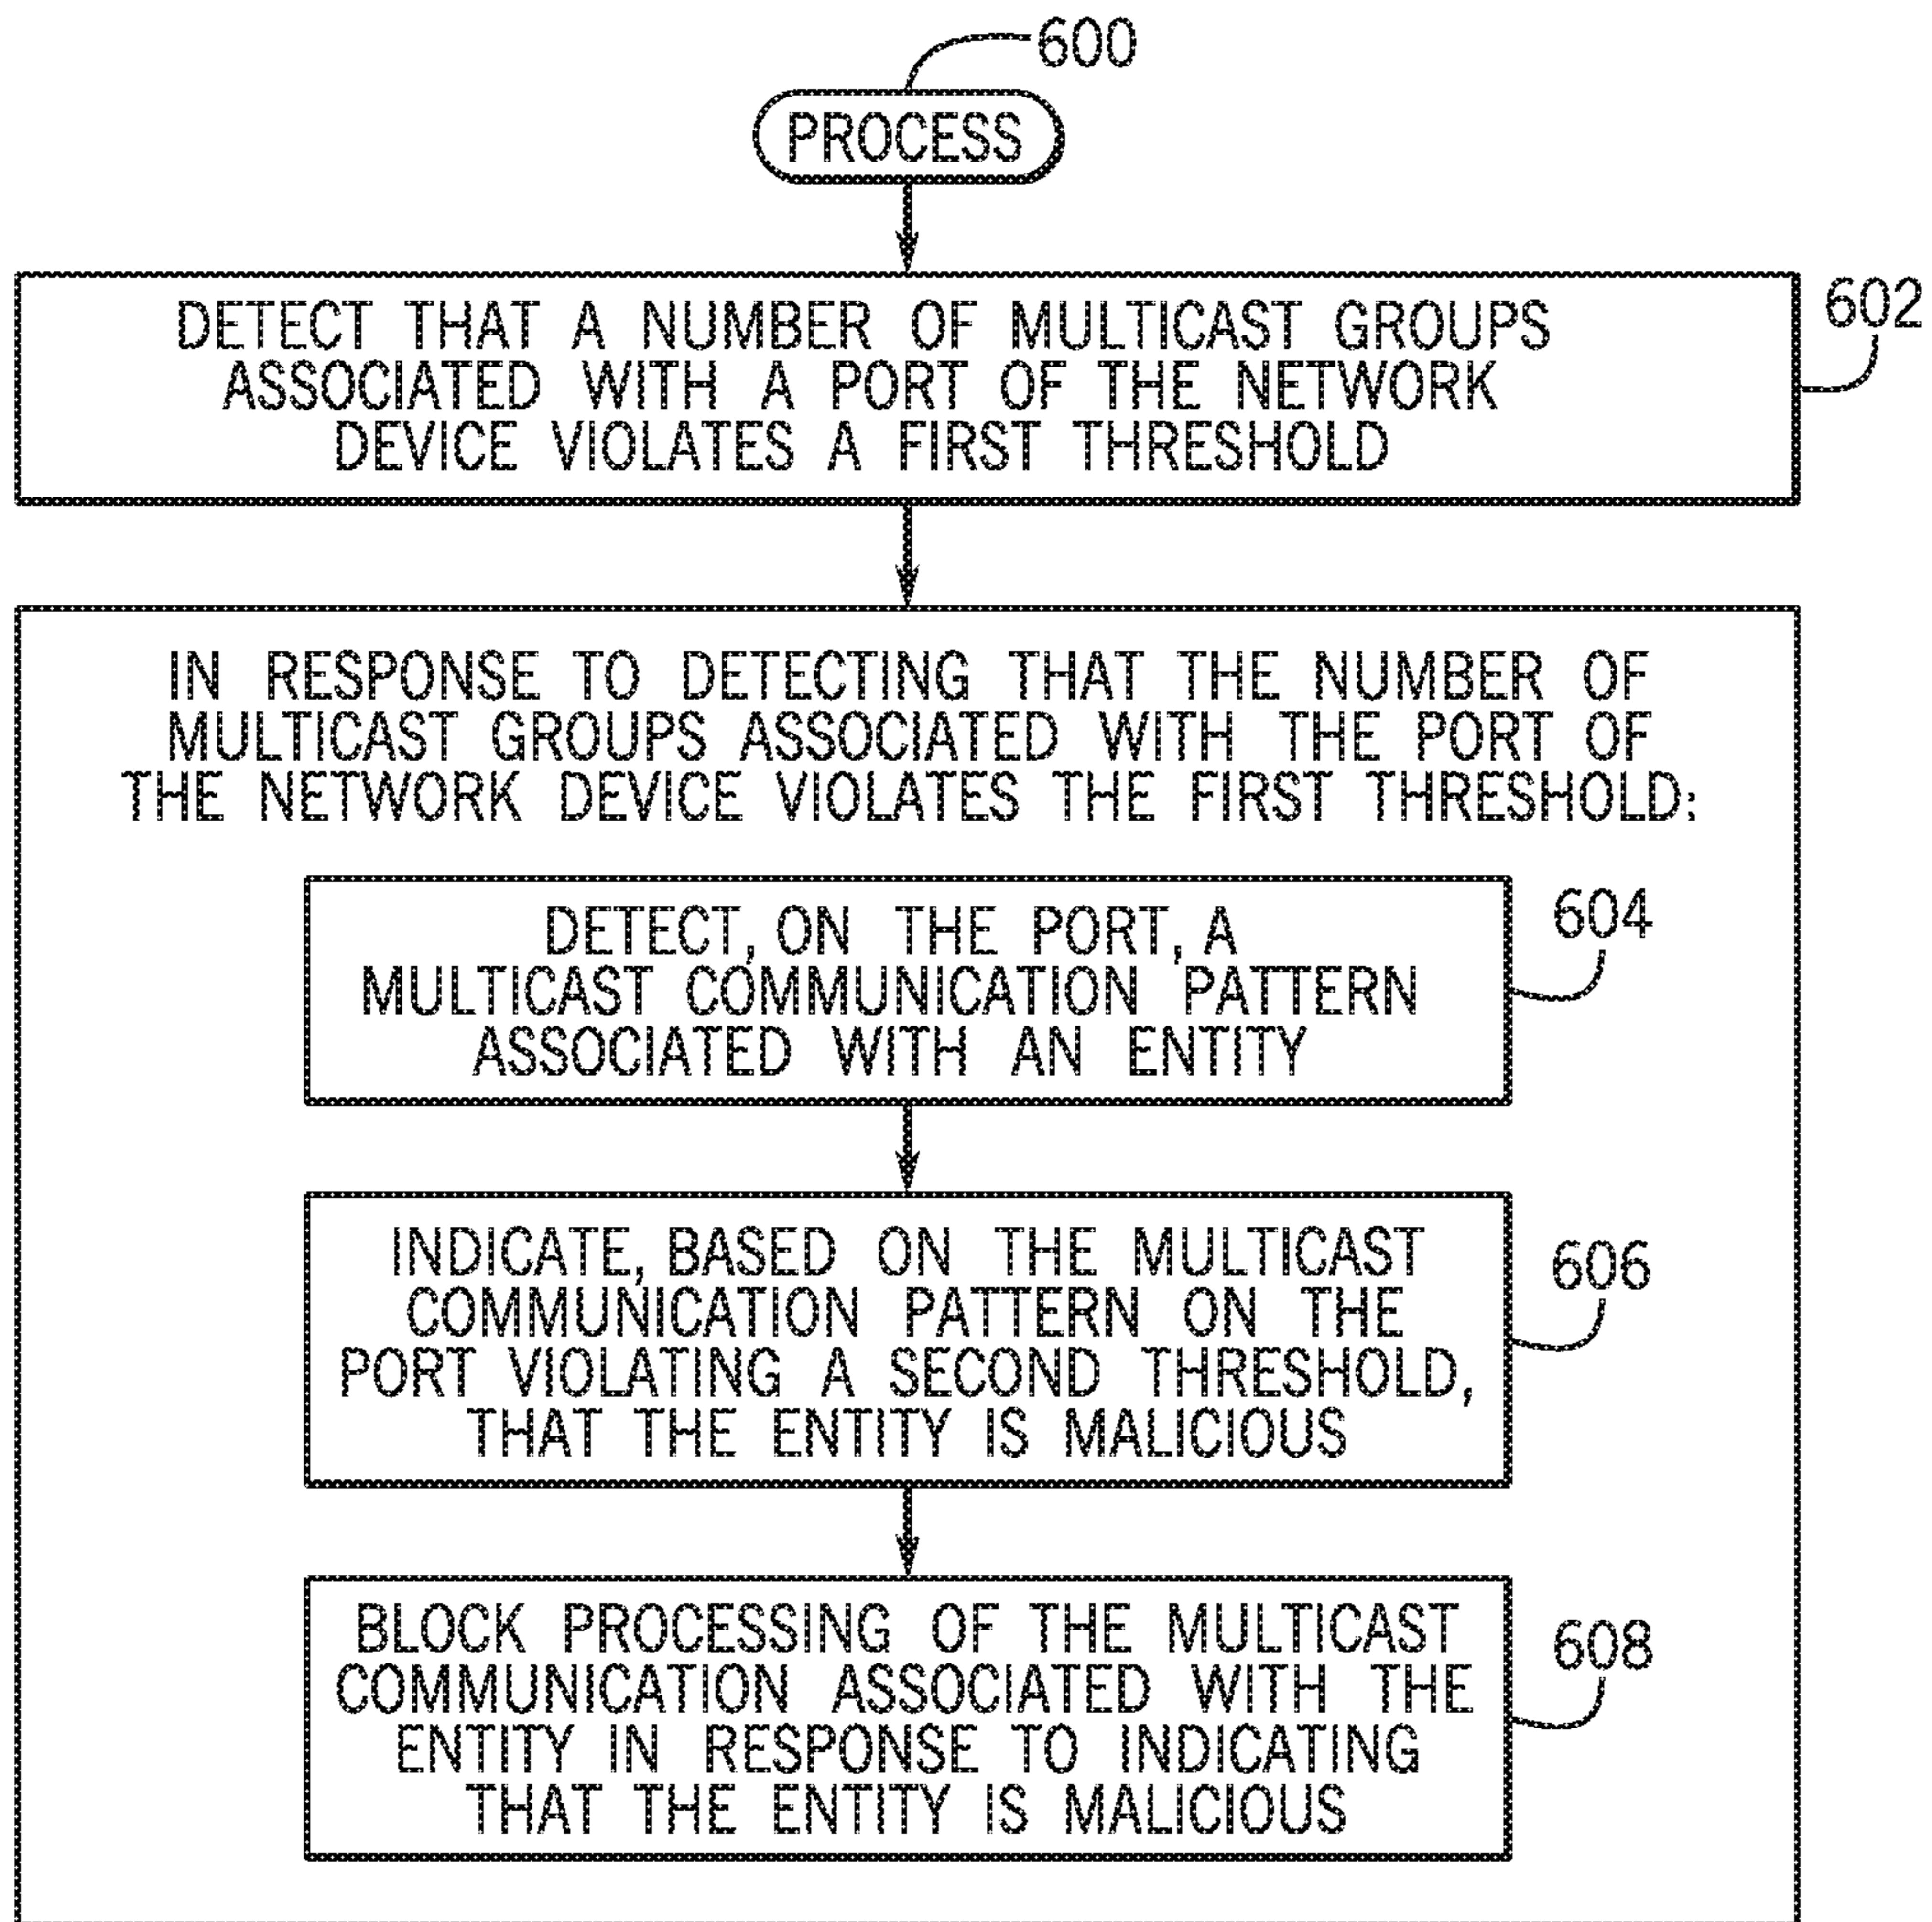 600
PROCESS
DETECT THAT A NUMBER OF MULTICAST GROUPS
ASSOCIATED WITH A PORT OF THE NETWORK
DEVICE VIOLATES A FIRST THRESHOLD
602
IN RESPONSE TO DETECTING THAT THE NUMBER OF
MULTICAST GROUPS ASSOCIATED WITH THE PORT OF
THE NETWORK DEVICE VIOLATES THE FIRST THRESHOLD:
DETECT, ON THE PORT, A
MULTICAST COMMUNICATION PATTERN
ASSOCIATED WITH AN ENTITY
604
INDICATE, BASED ON THE MULTICAST
COMMUNICATION PATTERN ON THE
PORT VIOLATING A SECOND THRESHOLD,
THAT THE ENTITY IS MALICIOUS
606
BLOCK PROCESSING OF THE MULTICAST
COMMUNICATION ASSOCIATED WITH THE
ENTITY IN RESPONSE TO INDICATING
THAT THE ENTITY IS MALICIOUS
608